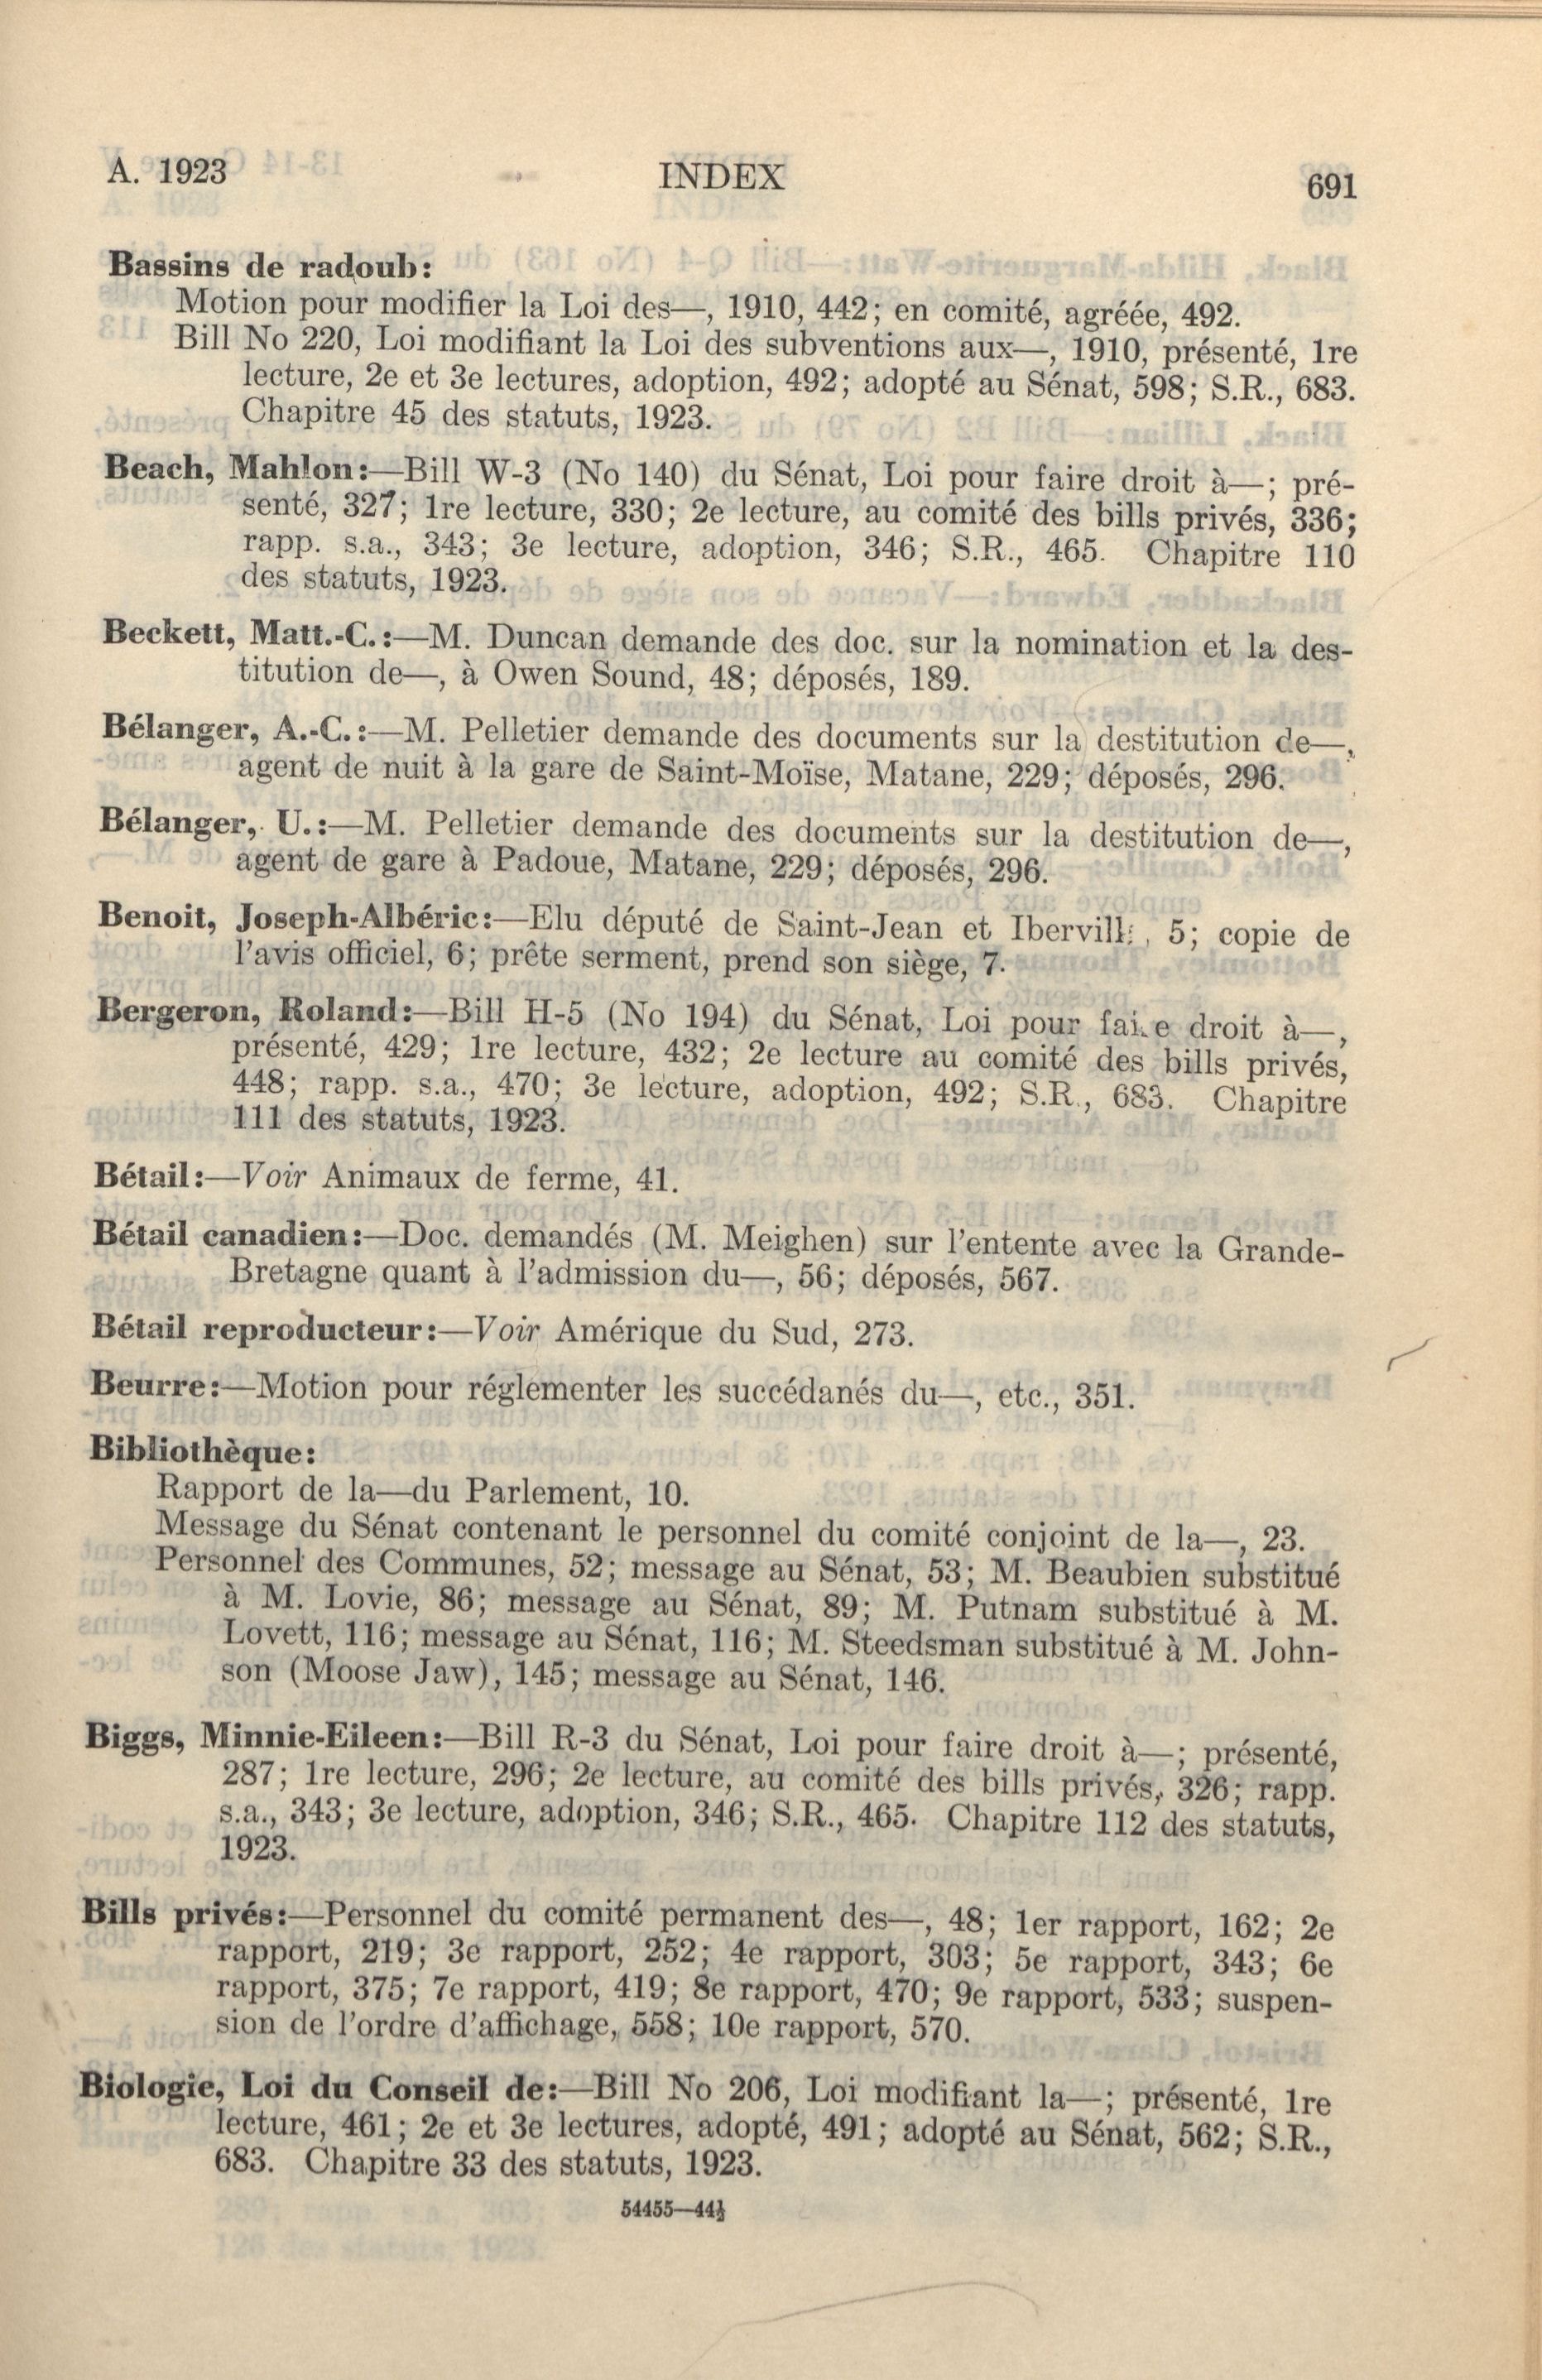 A. 1923 INDEX 691
Bassins de radoub:
Motion pour modifier la Loi des—, 1910, 442; en comité, agréée, 492.
Bill No 220, Loi modifiant la Loi des subventions aux—, 1910, présenté, 1re
lecture, 2e et 3e lectures, adoption, 492; adopté au Sénat, 598; S.R., 683.
Chapitre 45 des statuts, 1923.
Beach, Mahlon:—Bill W-3 (No 140) du Sénat, Loi pour faire droit à—; pré-
senté, 327; 1re lecture, 330; 2e lecture, au comité des bills privés, 336;
rapp. s.a., 343; 3e lecture, adoption, 346; S.R., 465. Chapitre 110
des statuts, 1923.
Beckett, Matt.-C.:—M. Duncan demande des doc. sur la nomination et la des-
titution de—, à Owen Sound, 48; déposés, 189.
Bélanger, A.-C.:—M. Pelletier demande des documents sur la destitution de—,
agent de nuit à la gare de Saint-Moïse, Matane, 229; déposés, 296.
Bélanger, U.:—M. Pelletier demande des documents sur la destitution de—,
agent de gare à Padoue, Matane, 229; déposés, 296.
Benoit, Joseph-Albéric:—Elu député de Saint-Jean et Iberville, 5; copie de
l'avis officiel, 6; prête serment, prend son siège, 7.
Bergeron, Roland:—Bill H-5 (No 194) du Sénat, Loi pour faire droit à—,
présenté, 429; 1re lecture, 432; 2e lecture au comité des bills privés,
448; rapp. s.a., 470; 3e lecture, adoption, 492; S.R., 683. Chapitre
111 des statuts, 1923.
Bétail:—Voir Animaux de ferme, 41.
Bétail canadien:—Doc. demandés (M. Meighen) sur l'entente avec la Grande-
Bretagne quant à l'admission du—, 56; déposés, 567.
Bétail reproducteur:—Voir Amérique du Sud, 273.
Beurre:—Motion pour réglementer les succédanés du—, etc., 351.
Bibliothèque:
Rapport de la—du Parlement, 10.
Message du Sénat contenant le personnel du comité conjoint de la—, 23.
Personnel des Communes, 52; message au Sénat, 53; M. Beaubien substitué
à M. Lovie, 86; message au Sénat, 89; M. Putnam substitué à M.
Lovett, 116; message au Sénat, 116; M. Steedsman substitué à M. John-
son (Moose Jaw), 145; message au Sénat, 146.
Biggs, Minnie-Eileen:—Bill R-3 du Sénat, Loi pour faire droit à—; présenté,
287; 1re lecture, 296; 2e lecture, au comité des bills privés, 326; rapp.
s.a., 343; 3e lecture, adoption, 346; S.R., 465. Chapitre 112 des statuts,
1923.
Bills privés:—Personnel du comité permanent des—, 48; 1er rapport, 162; 2e
rapport, 219; 3e rapport, 252; 4e rapport, 303; 5e rapport, 343; 6e
rapport, 375; 7e rapport, 419; 8e rapport, 470; 9e rapport, 533; suspen-
sion de l'ordre d'affichage, 558; 10e rapport, 570.
Biologie, Loi du Conseil de:—Bill No 206, Loi modifiant la—; présenté, 1re
lecture, 461; 2e et 3e lectures, adopté, 491; adopté au Sénat, 562; S.R.,
683. Chapitre 33 des statuts, 1923.
54455—44½